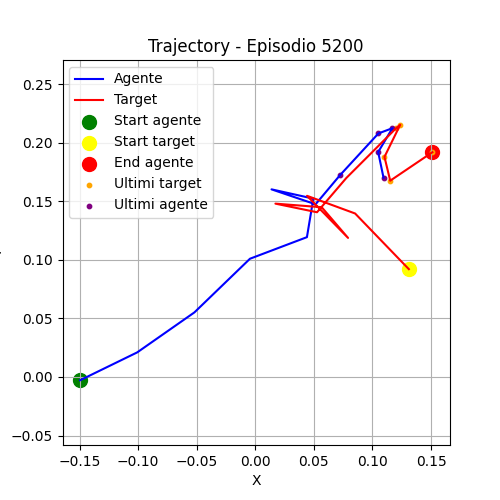 Trajectory - Episodio 5200
Agente
Target
Start agente
Start target
End agente
Ultimi target
Ultimi agente
0.25
0.20
0.15
0.10
0.05
0.00
−0.05
−0.15
−0.10
−0.05
0.00
0.05
0.10
0.15
X